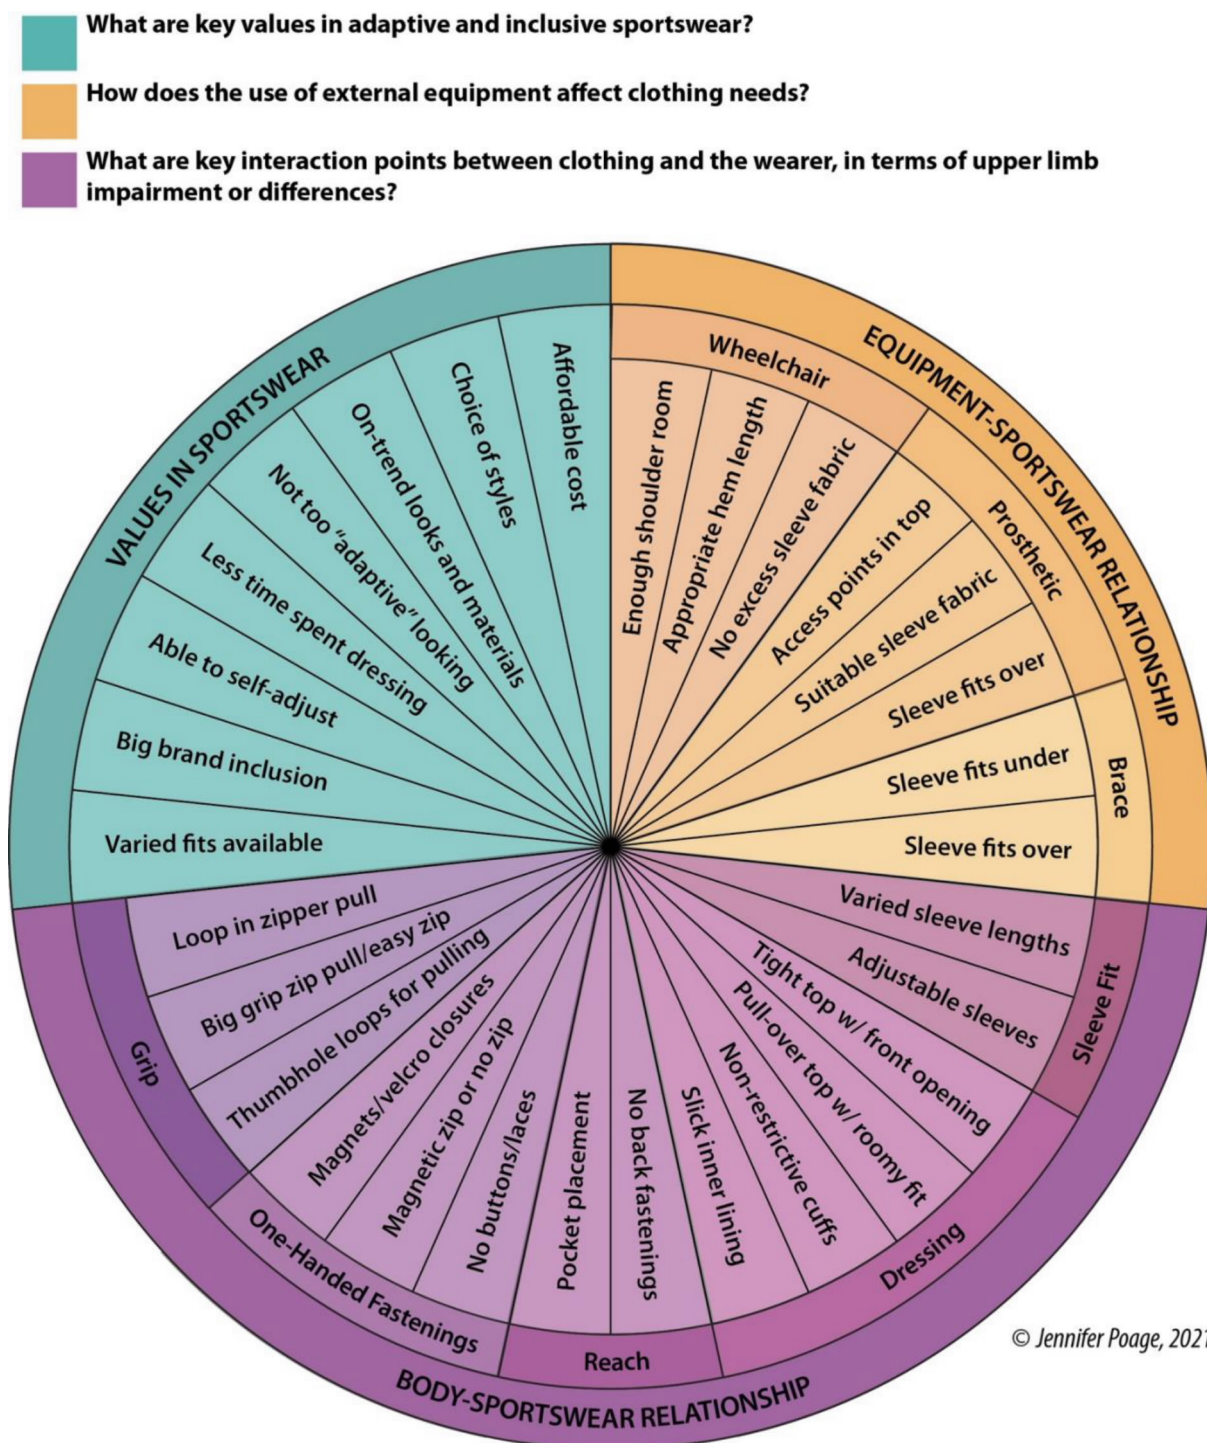 What are key values in adaptive and inclusive sportswear?
How does the use of external equipment affect clothing needs?
What are key interaction points between clothing and the wearer, in terms of upper limb
impairment or differences?
VALUES IN SPORTSWEAR
Affordable cost
Choice of styles
On-trend looks and materials
Not too “adaptive” looking
Less time spent dressing
Able to self-adjust
Big brand inclusion
Varied fits available
EQUIPMENT-SPORTSWEAR RELATIONSHIP
Wheelchair
Enough shoulder room
Appropriate hem length
No excess sleeve fabric
Prosthetic
Access points in top
Suitable sleeve fabric
Sleeve fits over
Brace
Sleeve fits under
Sleeve fits over
BODY-SPORTSWEAR RELATIONSHIP
Sleeve Fit
Varied sleeve lengths
Adjustable sleeves
Dressing
Tight top w/ front opening
Pull-over top w/ roomy fit
Non-restrictive cuffs
Slick inner lining
Reach
No back fastenings
Pocket placement
One-Handed Fastenings
No buttons/laces
Magnetic zip or no zip
Magnets/velcro closures
Grip
Thumbhole loops for pulling
Big grip zip pull/easy zip
Loop in zipper pull
© Jennifer Poage, 2021